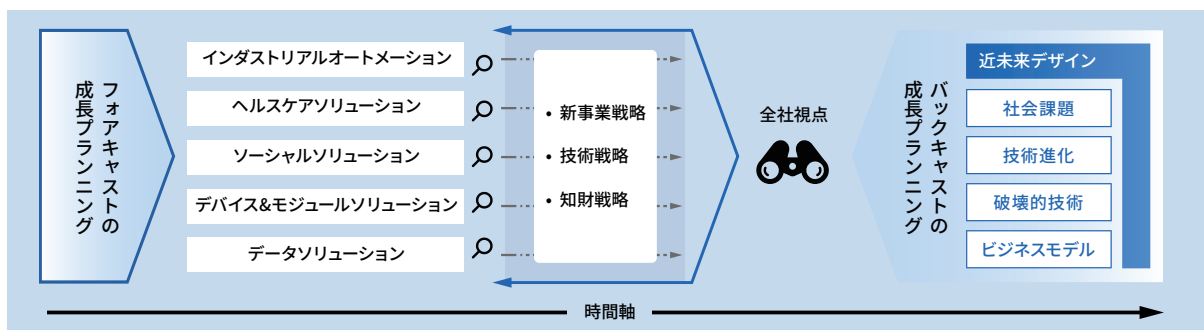 フォアキャストの
成長プランニング
インダストリアルオートメーション
ヘルスケアソリューション
ソーシャルソリューション
デバイス&モジュールソリューション
データソリューション
• 新事業戦略
• 技術戦略
• 知財戦略
全社視点
バックキャストの
成長プランニング
近未来デザイン
社会課題
技術進化
破壊的技術
ビジネスモデル
時間軸